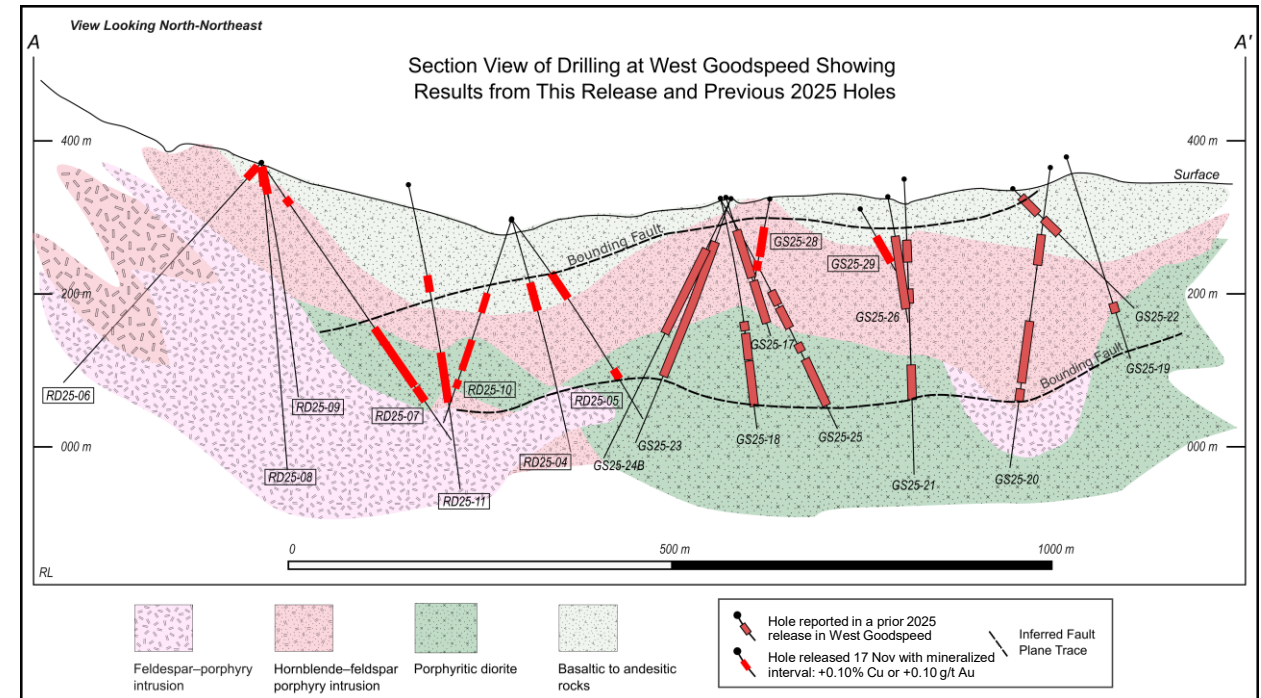 View Looking North-Northeast
A
A'
Section View of Drilling at West Goodspeed Showing
Results from This Release and Previous 2025 Holes
400 m
400 m
Surface
Bounding Fault
GS25-28
GS25-29
200 m
200 m
GS25-22
GS25-26
GS25-17
GS25-19
Bounding Fault
RD25-06
RD25-09
RD25-07
RD25-10
RD25-05
GS25-23
GS25-18
GS25-25
000 m
000 m
RD25-08
RD25-04
GS25-24B
GS25-21
GS25-20
RD25-11
0
500 m
1000 m
RL
Feldespar–porphyry
intrusion
Hornblende–feldspar
porphyry intrusion
Porphyritic diorite
Basaltic to andesitic
rocks
Hole reported in a prior 2025
release in West Goodspeed
Hole released 17 Nov with mineralized
interval: +0.10% Cu or +0.10 g/t Au
Inferred Fault
Plane Trace